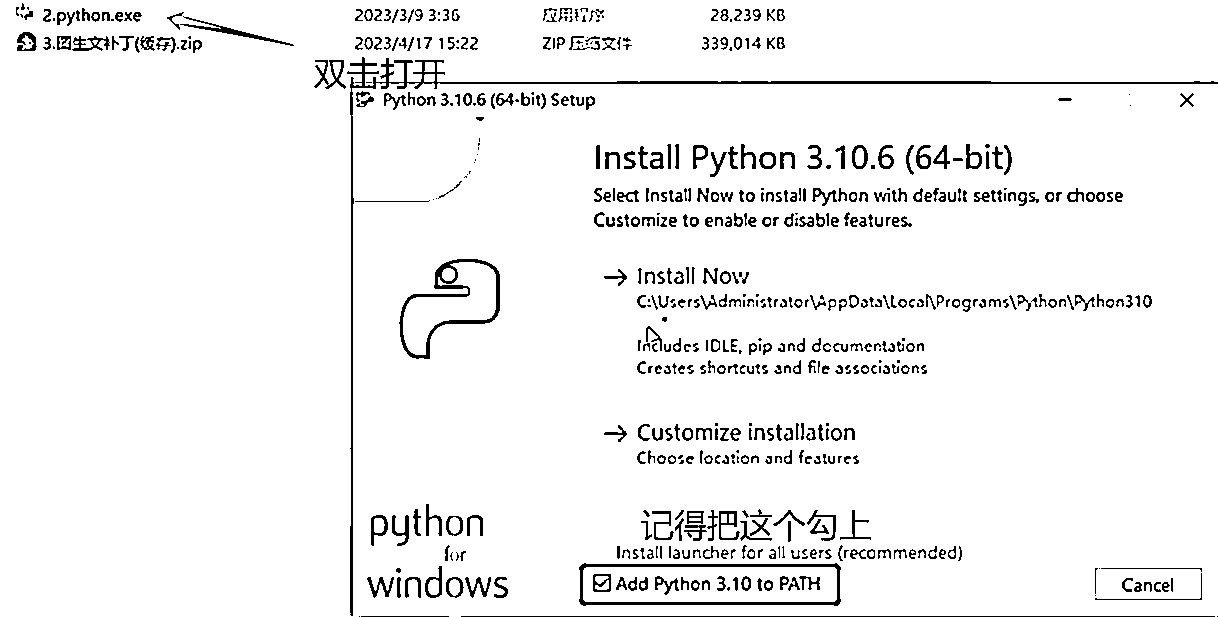 2.python.exe 2023/3/9 3:36 应用程序 28,239 KB
3.图生文补丁(缓存).zip 2023/4/17 15:22 ZIP 压缩文件 339,014 KB
双击打开
Python 3.10.6 (64-bit) Setup
Install Python 3.10.6 (64-bit)
Select Install Now to install Python with default settings, or choose
Customize to enable or disable features.
→ Install Now
C:\Users\Administrator\AppData\Local\Programs\Python\Python310
Includes IDLE, pip and documentation
Creates shortcuts and file associations
→ Customize installation
Choose location and features
记得把这个勾上
Install launcher for all users (recommended)
Add Python 3.10 to PATH
Cancel
python
for
windows